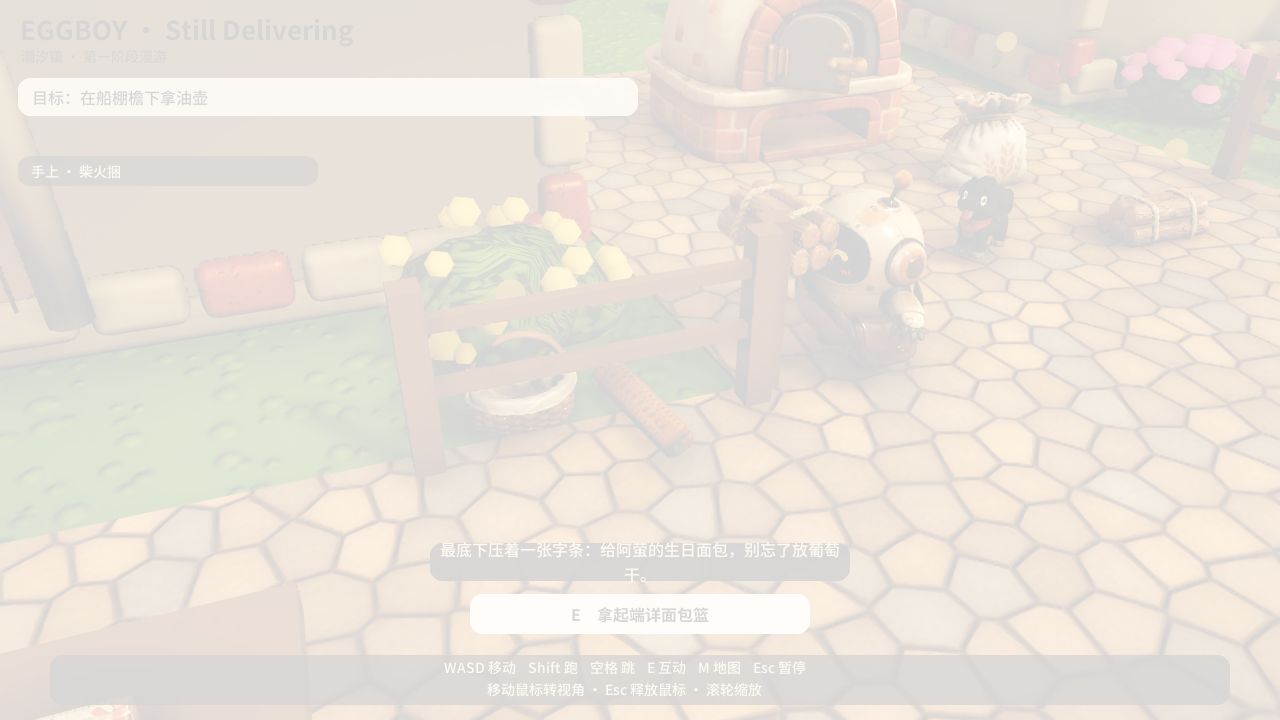 EGGBOY · Still Delivering
潮汐镇 · 第一阶段漫游
目标：在船棚檐下拿油壶
手上 · 柴火捆
最底下压着一张字条：给阿萤的生日面包，别忘了放葡萄
干。
E 拿起端详面包篮
WASD 移动 Shift 跑 空格 跳 E 互动 M 地图 Esc 暂停
移动鼠标转视角 · Esc 释放鼠标 · 滚轮缩放